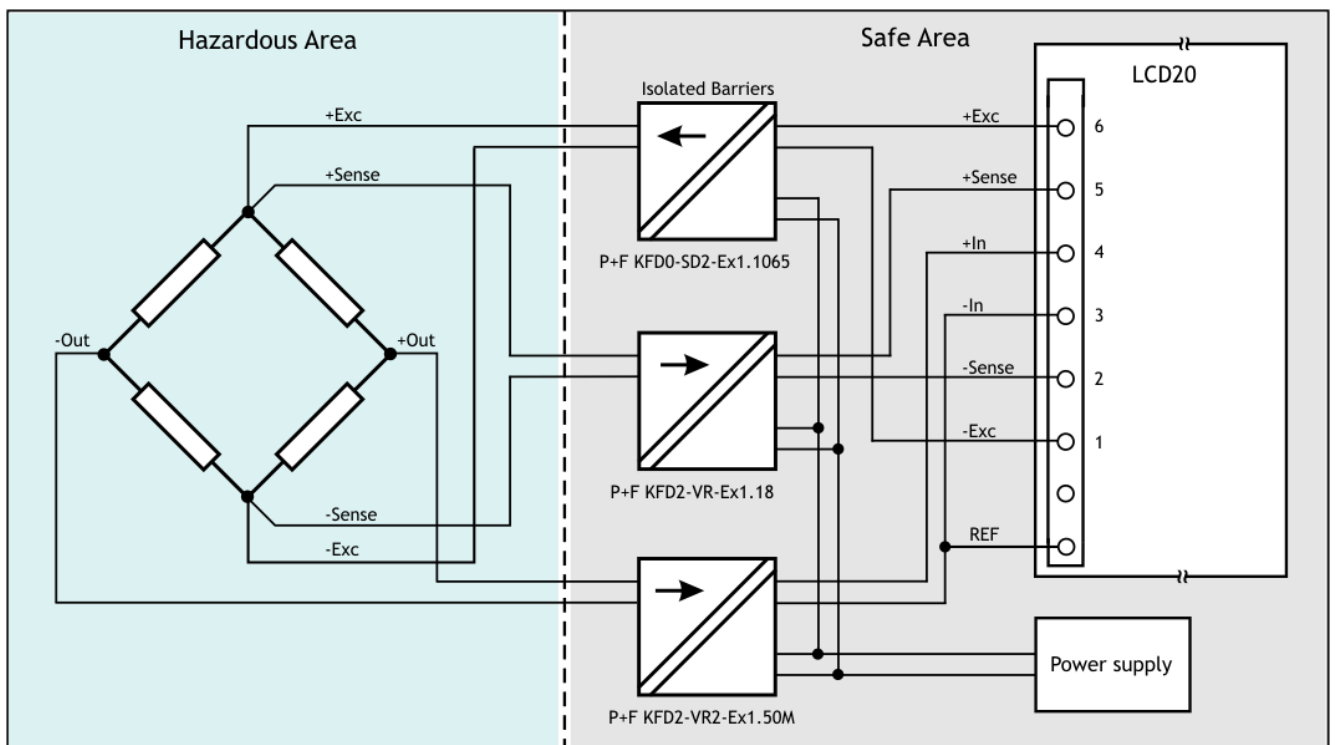 Hazardous Area
Safe Area
LCD20
Isolated Barriers
+Exc
+Exc
6
+Sense
+Sense
5
P+F KFD0-SD2-Ex1.1065
+In
4
-In
3
-Out
+Out
-Sense
2
-Exc
1
P+F KFD2-VR-Ex1.18
-Sense
REF
-Exc
Power supply
P+F KFD2-VR2-Ex1.50M